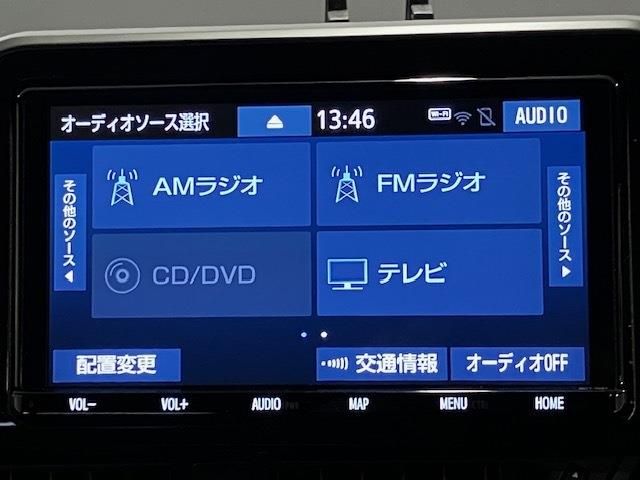 オーディオソース選択 13:46 Wi-Fi AUDIO
その他のソース
AMラジオ FMラジオ
その他のソース
CD/DVD テレビ
配置変更 交通情報 オーディオOFF
VOL− VOL+ AUDIO MAP MENU HOME